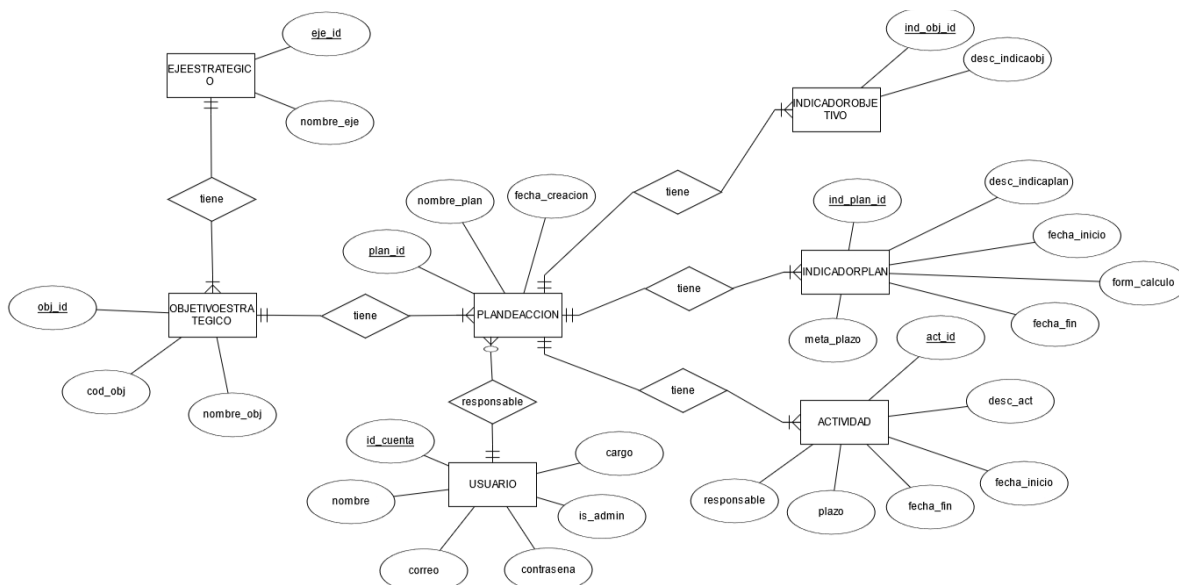 eje_id
EJEESTRATEGIC
O
nombre_eje
tiene
ind_obj_id
desc_indicaobj
INDICADOROBJE
TIVO
tiene
nombre_plan
fecha_creacion
plan_id
desc_indicaplan
ind_plan_id
fecha_inicio
INDICADORPLAN
form_calculo
fecha_fin
meta_plazo
tiene
obj_id
OBJETIVOESTRA
TEGICO
tiene
PLANDEACCION
cod_obj
nombre_obj
act_id
desc_act
tiene
ACTIVIDAD
fecha_inicio
fecha_fin
plazo
responsable
responsable
id_cuenta
cargo
nombre
USUARIO
is_admin
correo
contrasena